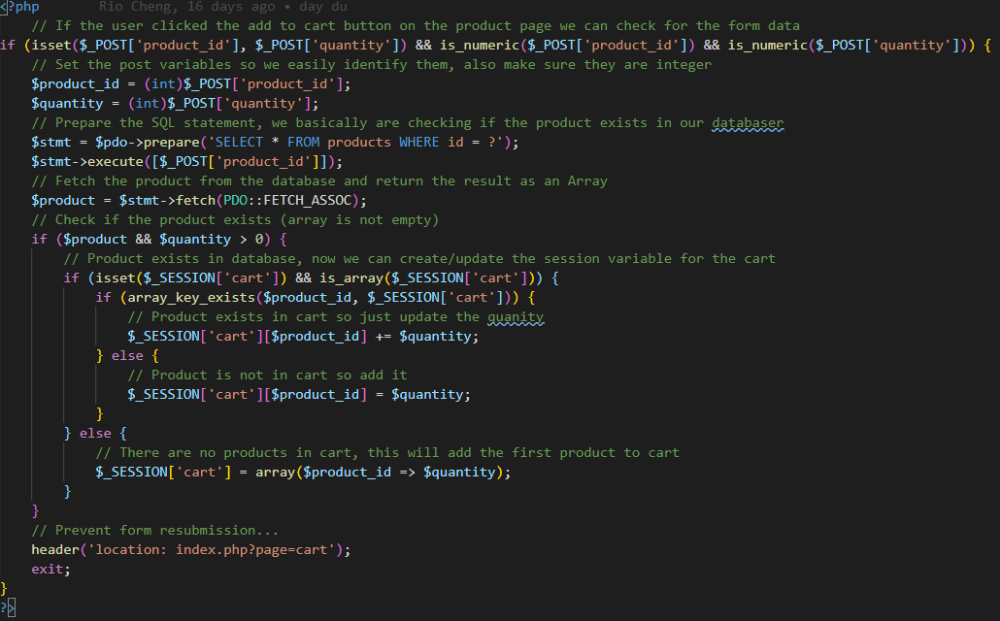 <?php Rio Cheng, 16 days ago • day du
// If the user clicked the add to cart button on the product page we can check for the form data
if (isset($_POST['product_id'], $_POST['quantity']) && is_numeric($_POST['product_id']) && is_numeric($_POST['quantity'])) {
// Set the post variables so we easily identify them, also make sure they are integer
$product_id = (int)$_POST['product_id'];
$quantity = (int)$_POST['quantity'];
// Prepare the SQL statement, we basically are checking if the product exists in our databaser
$stmt = $pdo->prepare('SELECT * FROM products WHERE id = ?');
$stmt->execute([$_POST['product_id']]);
// Fetch the product from the database and return the result as an Array
$product = $stmt->fetch(PDO::FETCH_ASSOC);
// Check if the product exists (array is not empty)
if ($product && $quantity > 0) {
// Product exists in database, now we can create/update the session variable for the cart
if (isset($_SESSION['cart']) && is_array($_SESSION['cart'])) {
if (array_key_exists($product_id, $_SESSION['cart'])) {
// Product exists in cart so just update the quanity
$_SESSION['cart'][$product_id] += $quantity;
} else {
// Product is not in cart so add it
$_SESSION['cart'][$product_id] = $quantity;
}
} else {
// There are no products in cart, this will add the first product to cart
$_SESSION['cart'] = array($product_id => $quantity);
}
}
// Prevent form resubmission...
header('location: index.php?page=cart');
exit;
}
?>